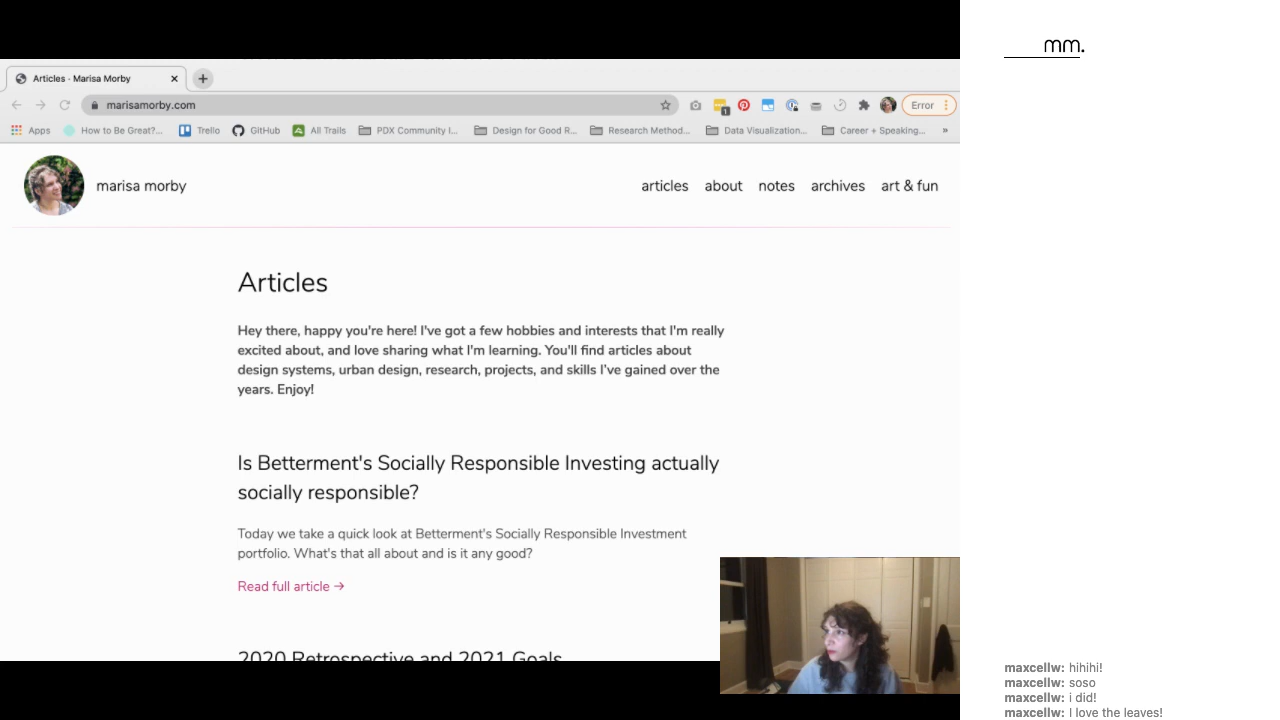 mm.
Articles - Marisa Morby
marisamorby.com
1
Error
Apps
How to Be Great?...
Trello
GitHub
All Trails
PDX Community I...
Design for Good R...
Research Method...
Data Visualization...
Career + Speaking...
»
marisa morby
articles
about
notes
archives
art & fun
Articles
Hey there, happy you're here! I've got a few hobbies and interests that I'm really
excited about, and love sharing what I'm learning. You'll find articles about
design systems, urban design, research, projects, and skills I've gained over the
years. Enjoy!
Is Betterment's Socially Responsible Investing actually
socially responsible?
Today we take a quick look at Betterment's Socially Responsible Investment
portfolio. What's that all about and is it any good?
Read full article →
2020 Retrospective and 2021 Goals
maxcellw: hihihi!
maxcellw: soso
maxcellw: i did!
maxcellw: I love the leaves!